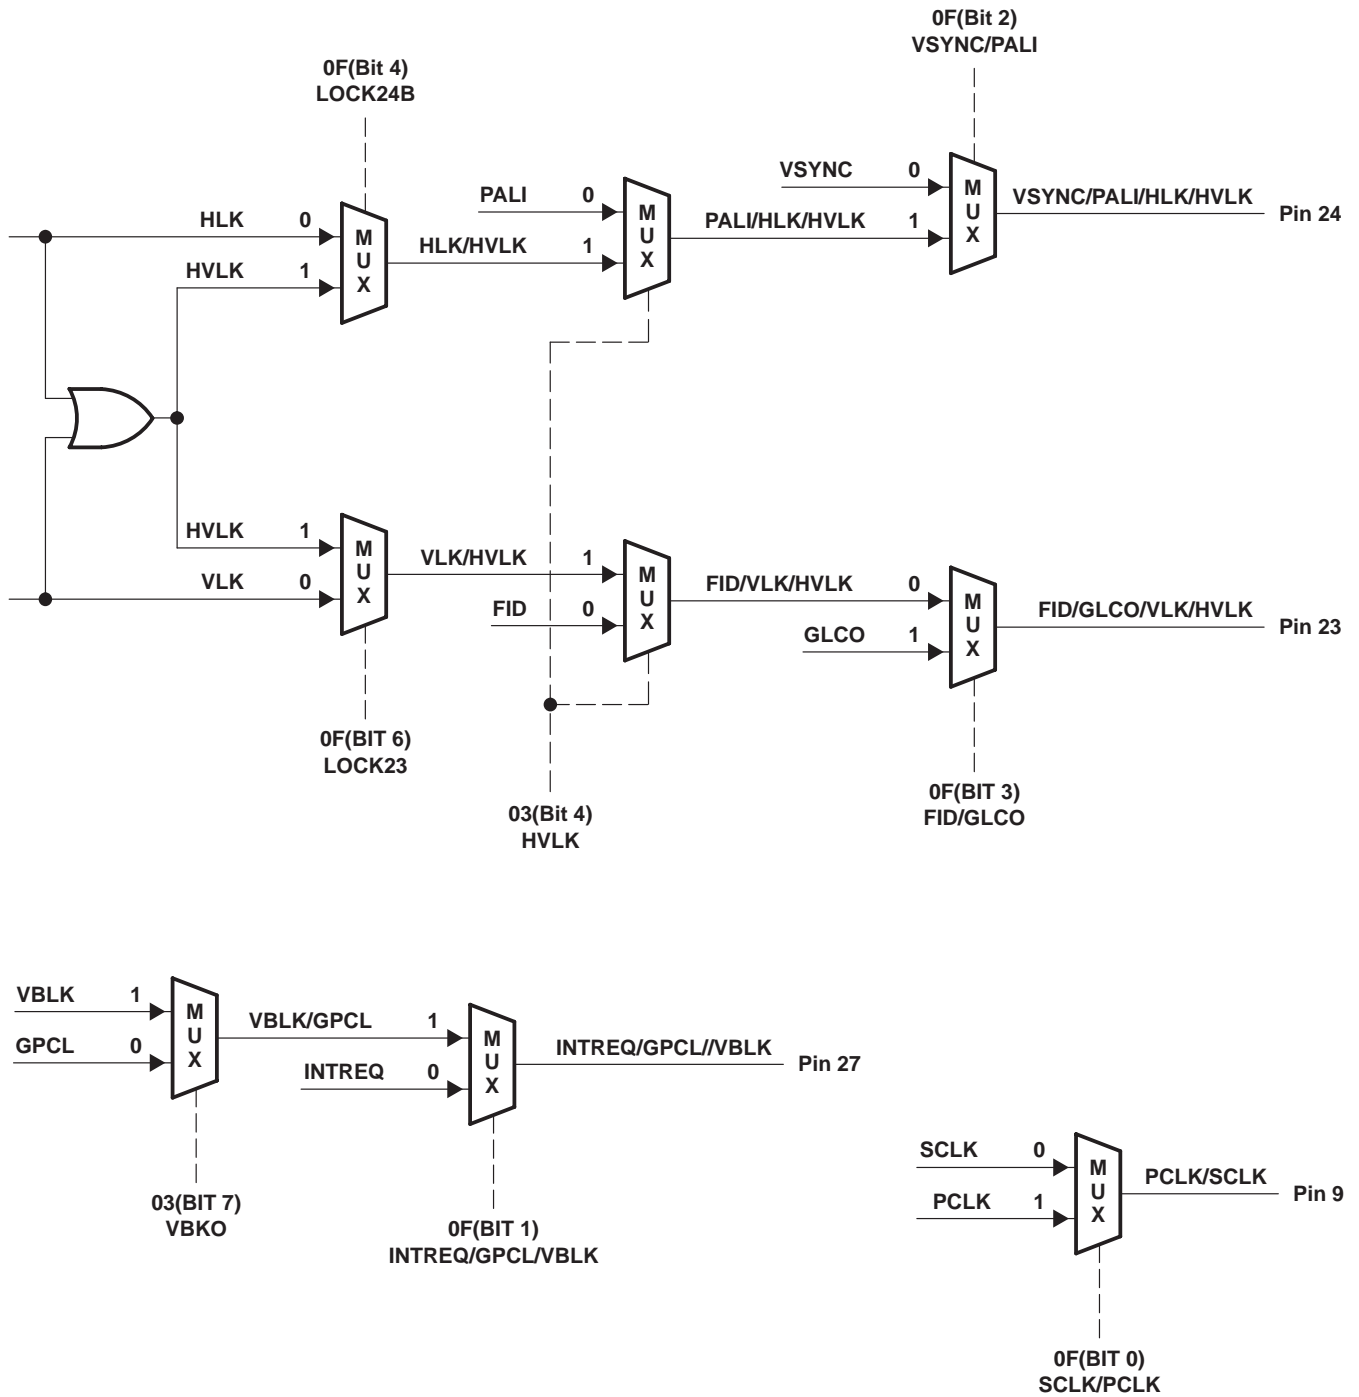 0F(Bit 2)
VSYNC/PALI
0F(Bit 4)
LOCK24B
VSYNC 0
M
U
X
VSYNC/PALI/HLK/HVLK
Pin 24
PALI 0
M
U
X
PALI/HLK/HVLK 1
HLK 0
M
U
X
HLK/HVLK 1
HVLK 1
HVLK 1
M
U
X
VLK/HVLK 1
M
U
X
FID/VLK/HVLK 0
M
U
X
FID/GLCO/VLK/HVLK
Pin 23
VLK 0
FID 0
GLCO 1
0F(BIT 6)
LOCK23
03(Bit 4)
HVLK
0F(BIT 3)
FID/GLCO
VBLK 1
M
U
X
VBLK/GPCL 1
M
U
X
INTREQ/GPCL//VBLK
Pin 27
GPCL 0
INTREQ 0
03(BIT 7)
VBKO
0F(BIT 1)
INTREQ/GPCL/VBLK
SCLK 0
M
U
X
PCLK/SCLK
Pin 9
PCLK 1
0F(BIT 0)
SCLK/PCLK